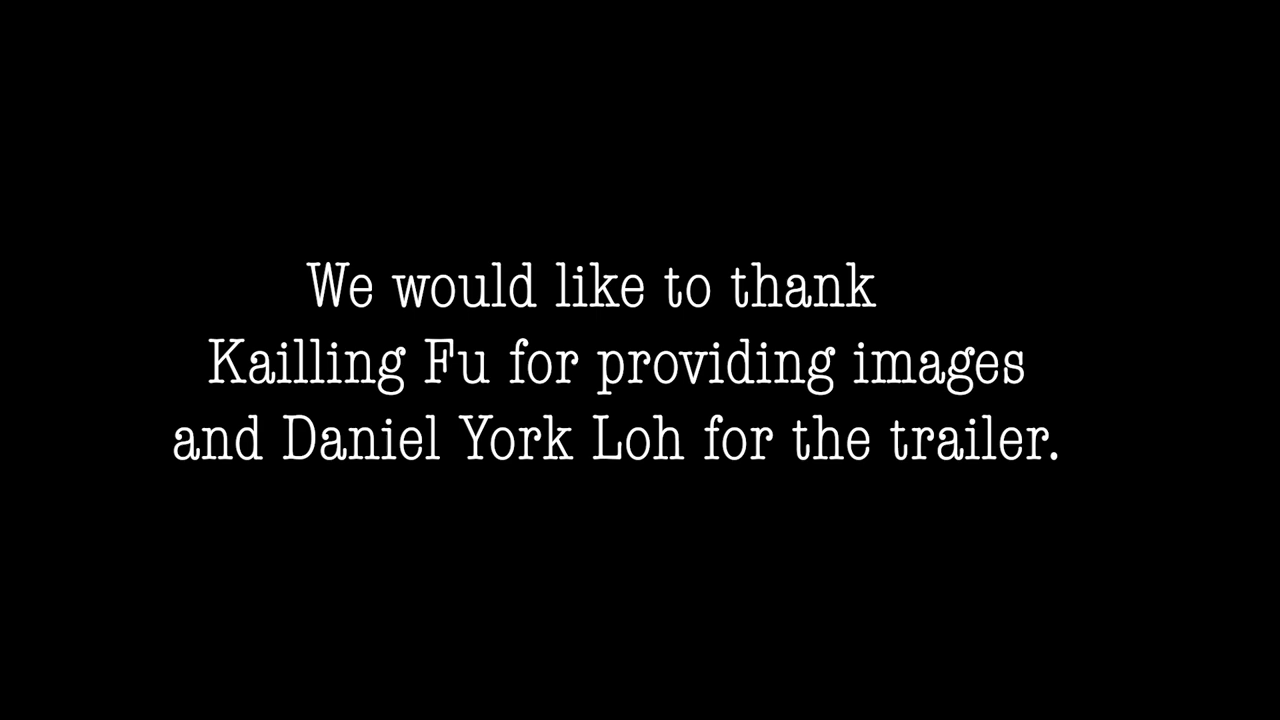 We would like to thank
Kailling Fu for providing images
and Daniel York Loh for the trailer.